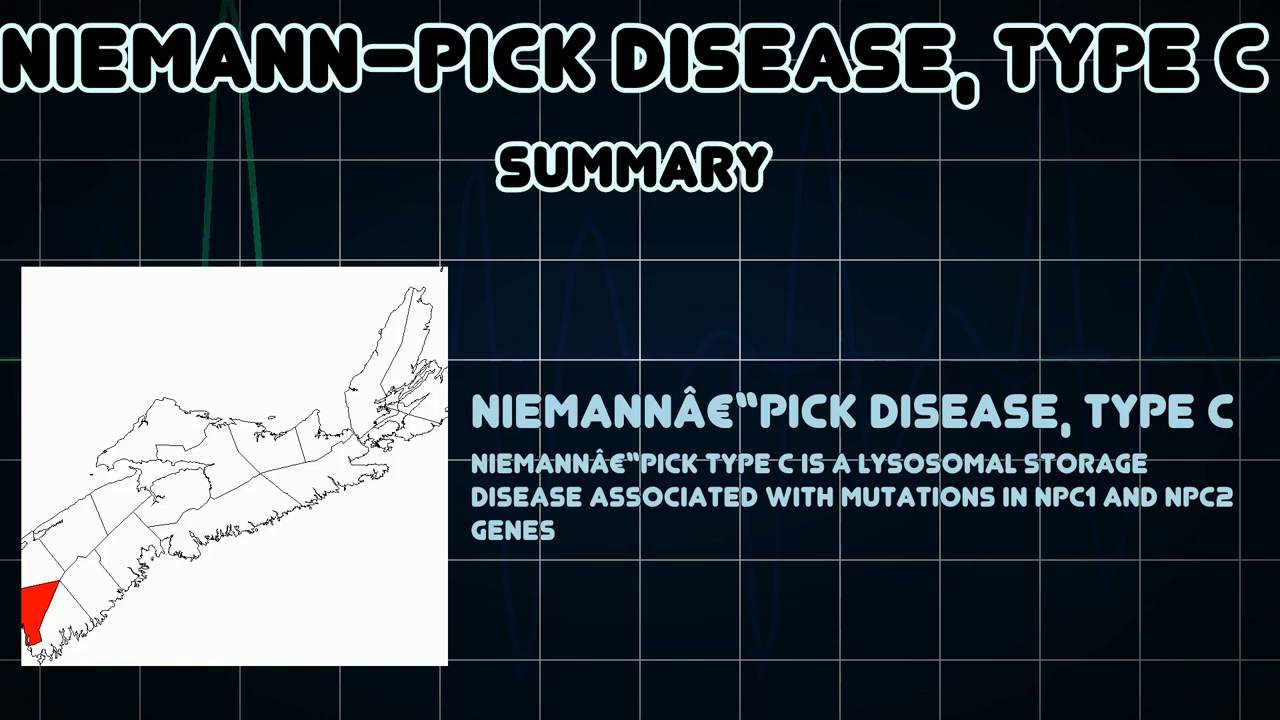 NIEMANN–PICK DISEASE, TYPE C
SUMMARY
NIEMANNÂ€“PICK DISEASE, TYPE C
NIEMANNÂ€“PICK TYPE C IS A LYSOSOMAL STORAGE
DISEASE ASSOCIATED WITH MUTATIONS IN NPC1 AND NPC2
GENES